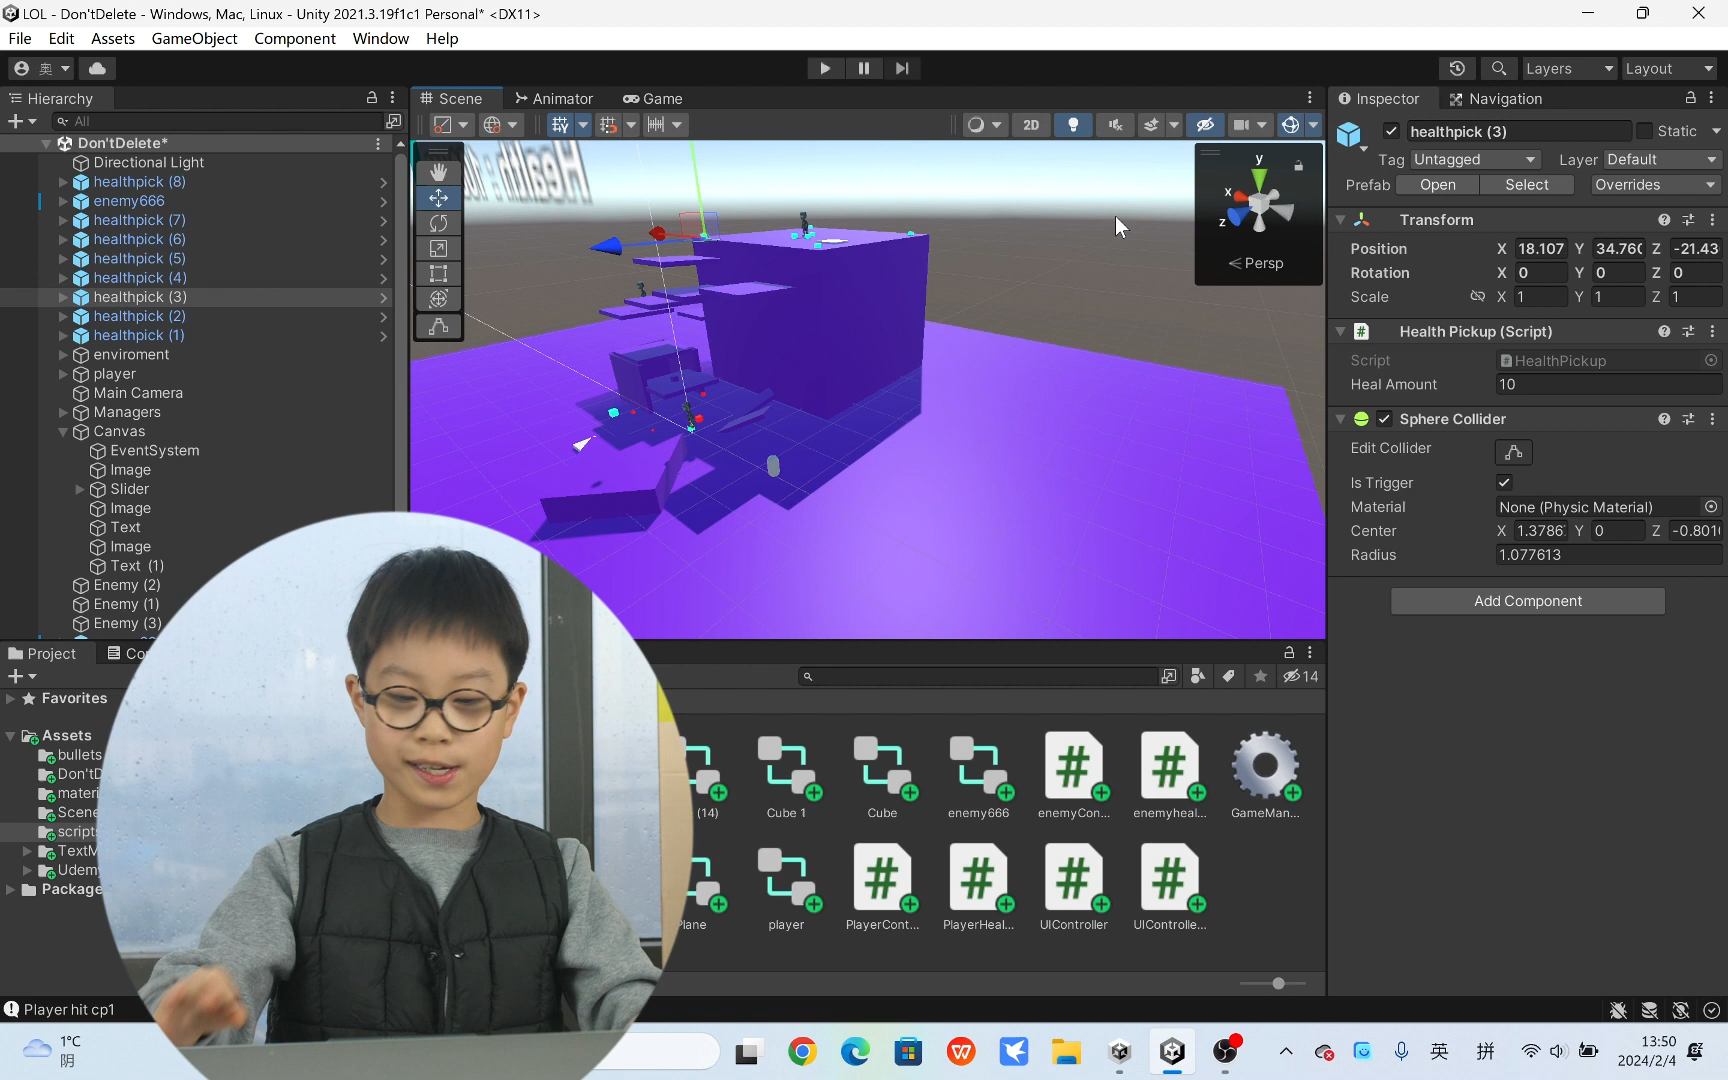 LOL - Don'tDelete - Windows, Mac, Linux - Unity 2021.3.19f1c1 Personal* <DX11>
File Edit Assets GameObject Component Window Help
奥 Layers Layout
Hierarchy
All
Don'tDelete*
Directional Light
healthpick (8)
enemy666
healthpick (7)
healthpick (6)
healthpick (5)
healthpick (4)
healthpick (3)
healthpick (2)
healthpick (1)
enviroment
player
Main Camera
Managers
Canvas
EventSystem
Image
Slider
Image
Text
Image
Text (1)
Enemy (2)
Enemy (1)
Enemy (3)
Scene Animator Game
2D
Health :
y
x
z
Persp
Inspector Navigation
healthpick (3) Static
Tag Untagged Layer Default
Prefab Open Select Overrides
Transform
Position X 18.107 Y 34.760 Z -21.43
Rotation X 0 Y 0 Z 0
Scale X 1 Y 1 Z 1
Health Pickup (Script)
Script HealthPickup
Heal Amount 10
Sphere Collider
Edit Collider
Is Trigger
Material None (Physic Material)
Center X 1.3786 Y 0 Z -0.801
Radius 1.077613
Add Component
Project Co
14
Favorites
Assets
bullets
Don'tD
materi
Scene
scripts
TextM
Udem
Package
(14) Cube 1 Cube enemy666 enemyCon... enemyheal... GameMan...
Plane player PlayerCont... PlayerHeal... UIController UIControlle...
Player hit cp1
1°C
阴
英 拼
13:50
2024/2/4